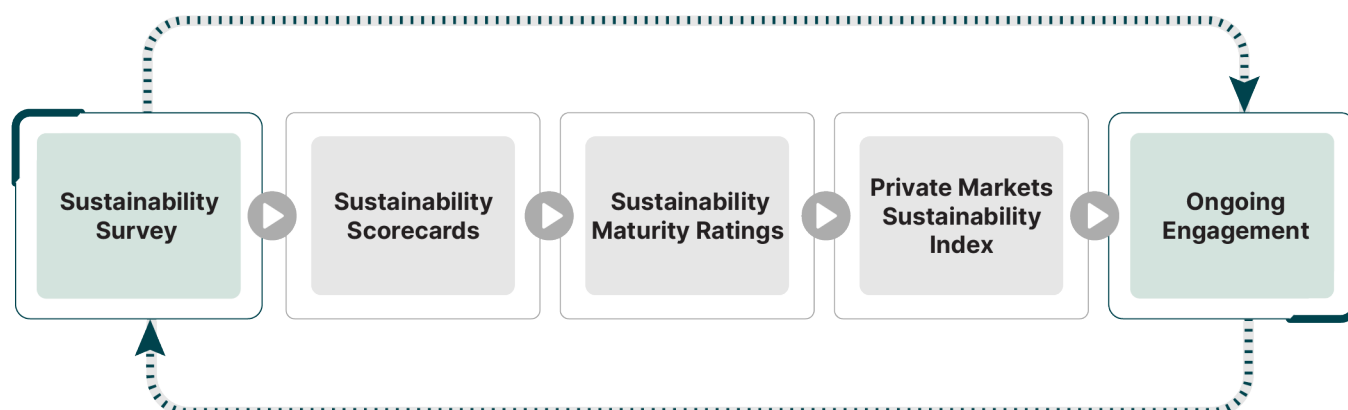 Sustainability
Survey
Sustainability
Scorecards
Sustainability
Maturity Ratings
Private Markets
Sustainability
Index
Ongoing
Engagement